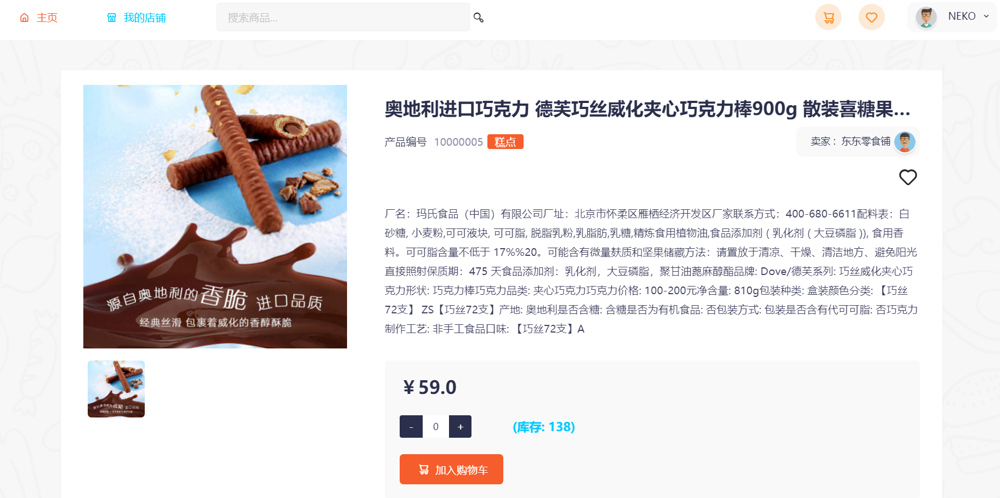 主页
我的店铺
搜索商品...
NEKO
奥地利进口巧克力 德芙巧丝威化夹心巧克力棒900g 散装喜糖果...
产品编号 10000005 糕点
卖家： 东东零食铺
厂名：玛氏食品（中国）有限公司厂址：北京市怀柔区雁栖经济开发区厂家联系方式：400-680-6611配料表：白
砂糖, 小麦粉,可可液块, 可可脂, 脱脂乳粉,乳脂肪,乳糖,精炼食用植物油,食品添加剂 ( 乳化剂 ( 大豆磷脂 )), 食用香
料。可可脂含量不低于 17%%20。可能含有微量麸质和坚果储藏方法：请置放于清凉、干燥、清洁地方、避免阳光
直接照射保质期：475 天食品添加剂：乳化剂，大豆磷脂，聚甘油蓖麻醇酯品牌: Dove/德芙系列: 巧丝威化夹心巧
克力形状: 巧克力棒巧克力品类: 夹心巧克力巧克力价格: 100-200元净含量: 810g包装种类: 盒装颜色分类: 【巧丝
72支】 ZS【巧丝72支】产地: 奥地利是否含糖: 含糖是否为有机食品: 否包装方式: 包装是否含有代可可脂: 否巧克力
制作工艺: 非手工食品口味: 【巧丝72支】A
源自奥地利的香脆 进口品质
经典丝滑 包裹着威化的香醇酥脆
¥ 59.0
- 0 +
(库存: 138)
加入购物车